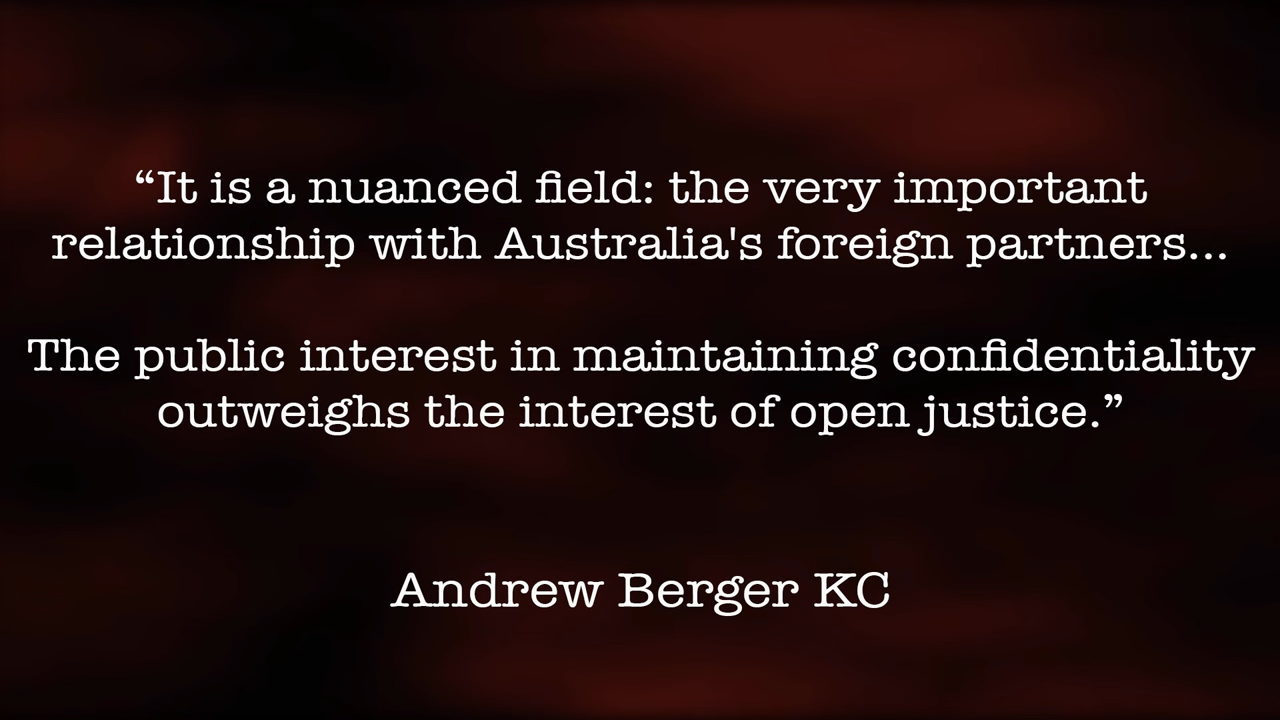 “It is a nuanced field: the very important
relationship with Australia's foreign partners...
The public interest in maintaining confidentiality
outweighs the interest of open justice.”
Andrew Berger KC